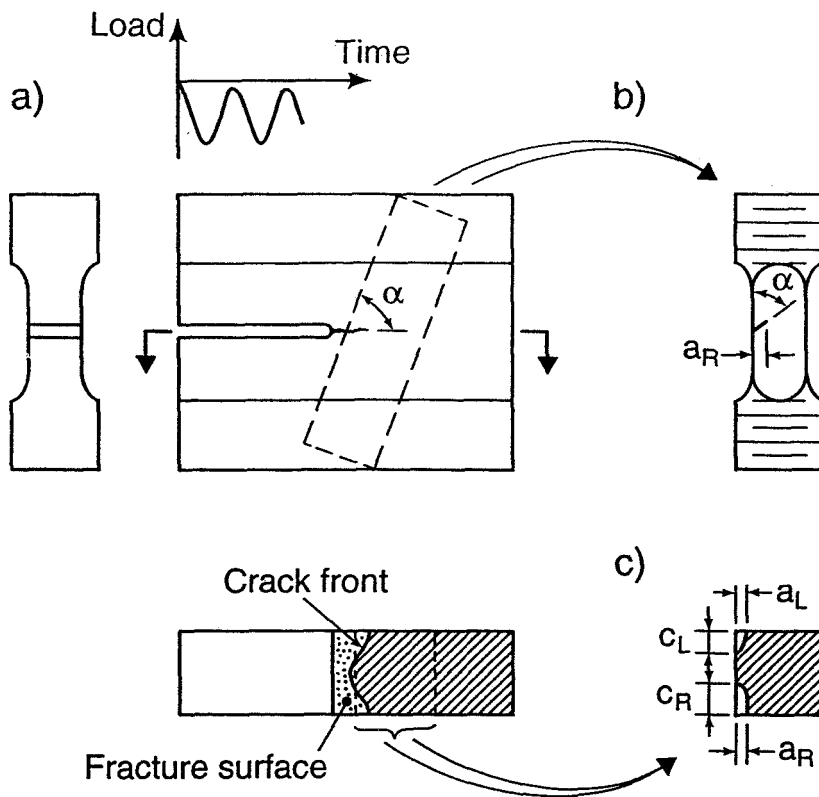 Load
Time
a)
b)
α
α
a_R
c)
Crack front
a_L
c_L
c_R
Fracture surface
a_R